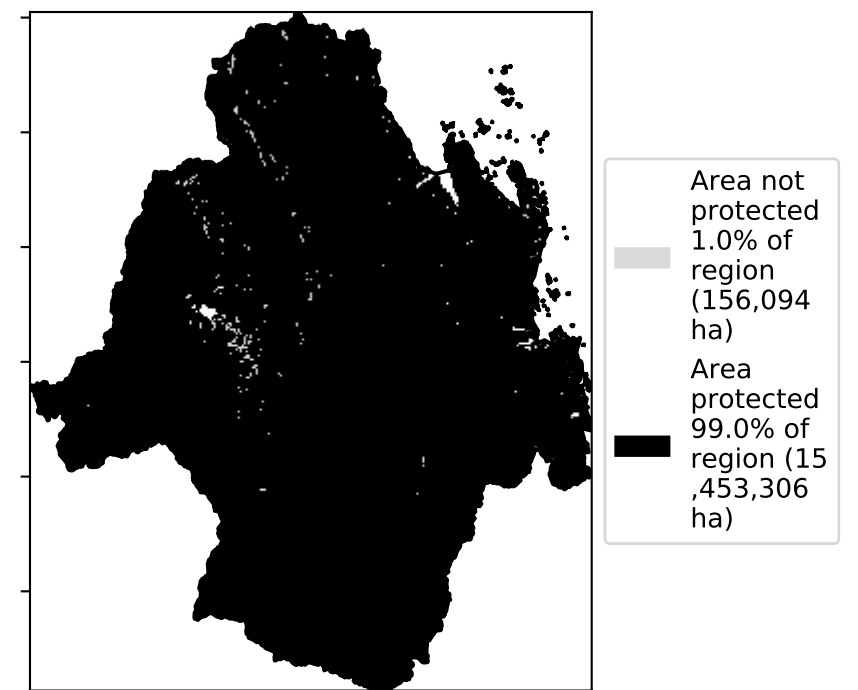 Area not
protected
1.0% of
region
(156,094
ha)
Area
protected
99.0% of
region (15
,453,306
ha)